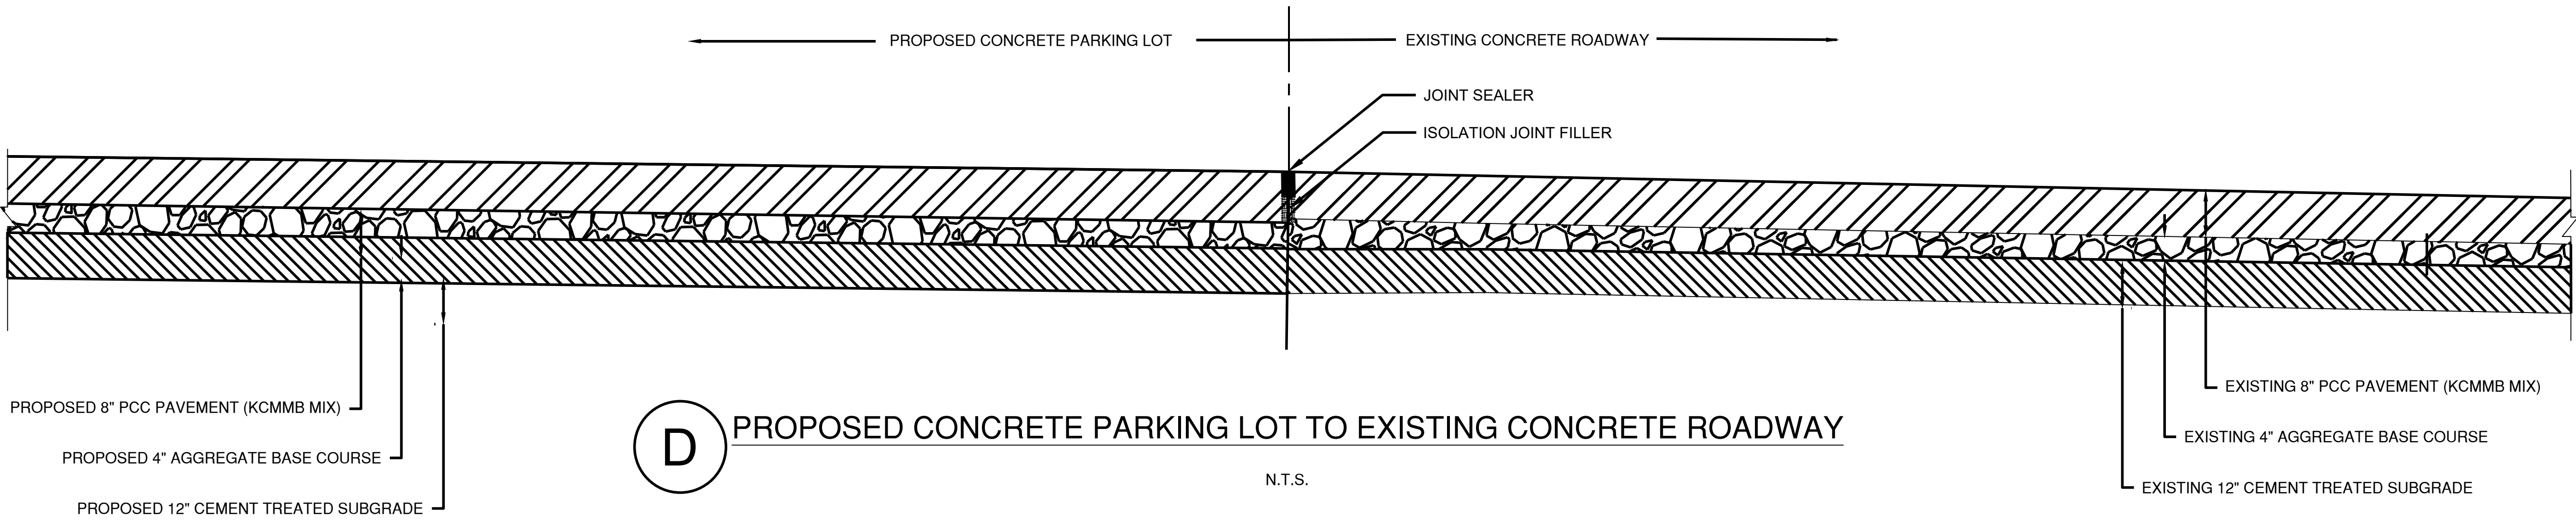 PROPOSED CONCRETE PARKING LOT
EXISTING CONCRETE ROADWAY
JOINT SEALER
ISOLATION JOINT FILLER
PROPOSED 8" PCC PAVEMENT (KCMMB MIX)
PROPOSED 4" AGGREGATE BASE COURSE
PROPOSED 12" CEMENT TREATED SUBGRADE
D
PROPOSED CONCRETE PARKING LOT TO EXISTING CONCRETE ROADWAY
N.T.S.
EXISTING 8" PCC PAVEMENT (KCMMB MIX)
EXISTING 4" AGGREGATE BASE COURSE
EXISTING 12" CEMENT TREATED SUBGRADE